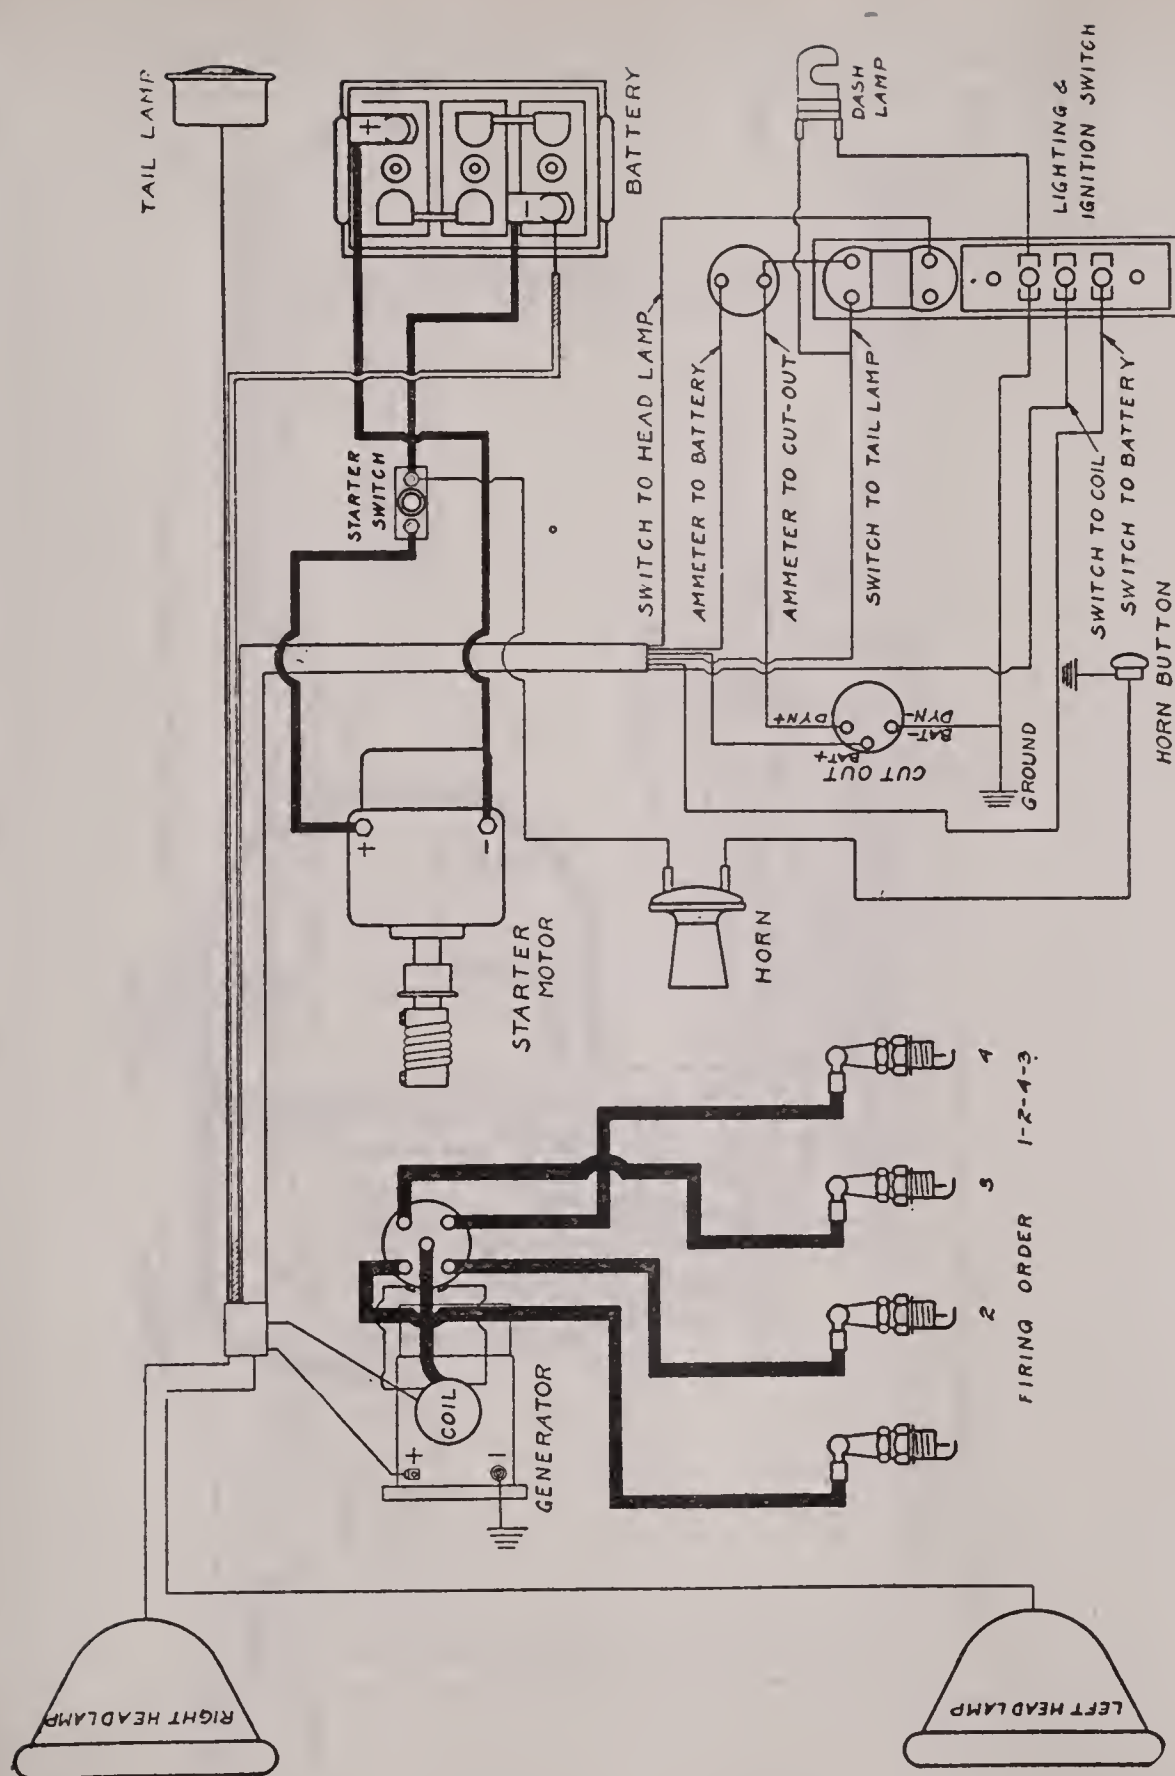 TAIL LAMP
BATTERY
+
-
DASH
LAMP
LIGHTING &
IGNITION SWITCH
STARTER
SWITCH
SWITCH TO HEAD LAMP
AMMETER TO BATTERY
AMMETER TO CUT-OUT
SWITCH TO TAIL LAMP
SWITCH TO COIL
SWITCH TO BATTERY
HORN BUTTON
DYN+
DYN-
BAT-
BAT+
CUT OUT
GROUND
+
-
STARTER
MOTOR
HORN
COIL
+
-
GENERATOR
2
3
4
FIRING ORDER 1-2-4-3
RIGHT HEADLAMP
LEFT HEADLAMP